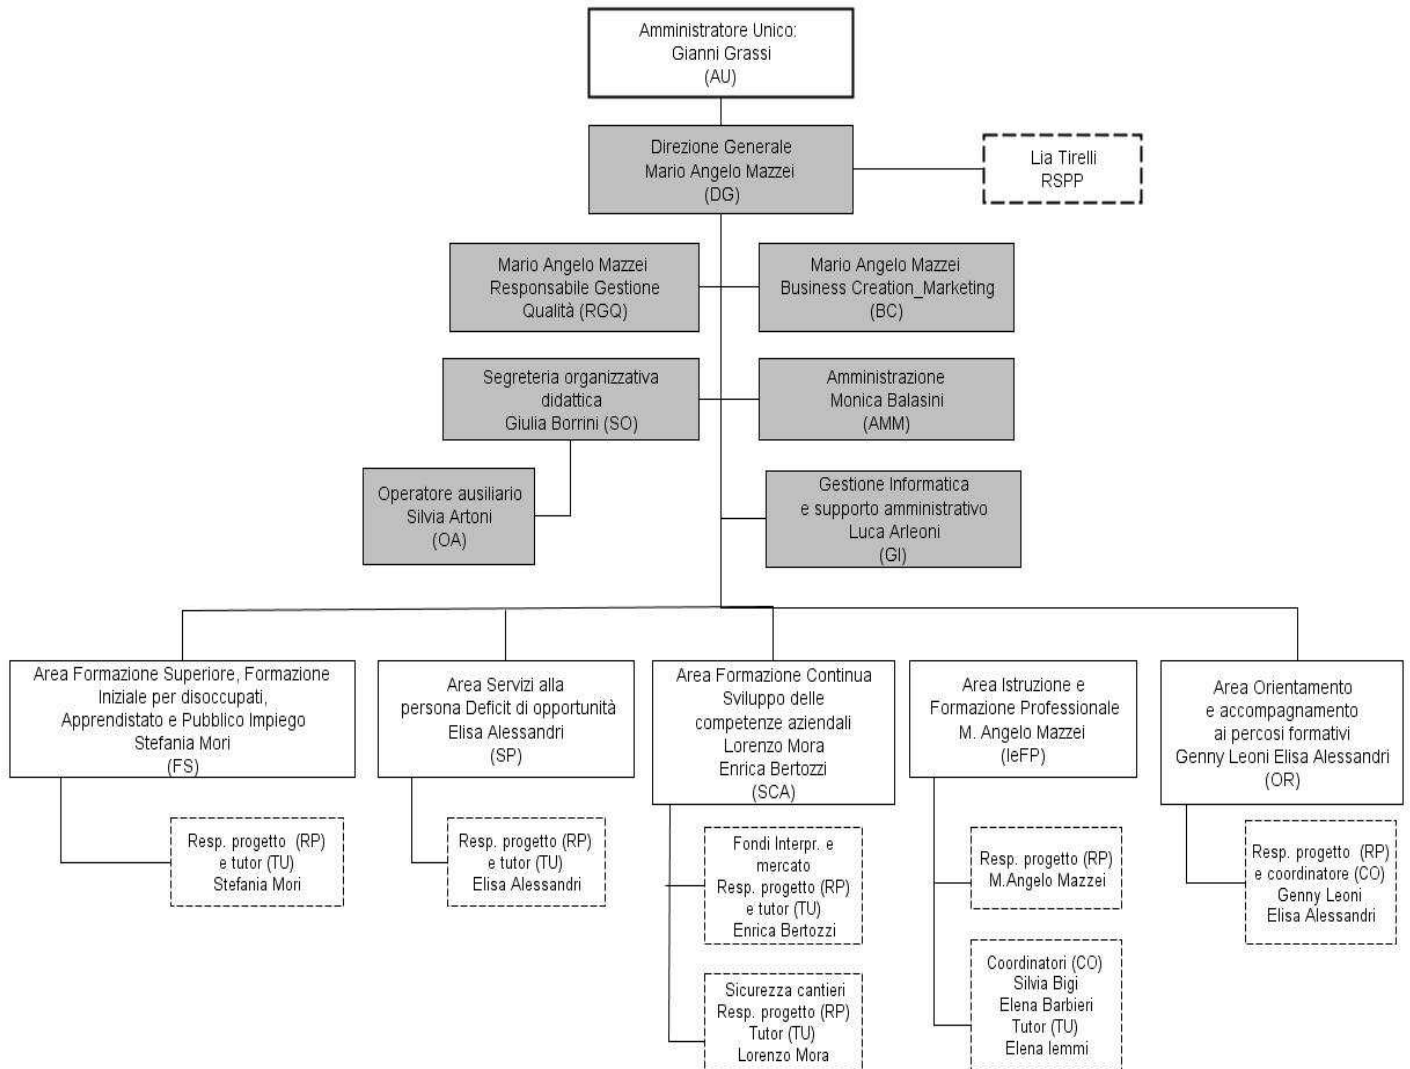 Amministratore Unico:
Gianni Grassi
(AU)
Direzione Generale
Mario Angelo Mazzei
(DG)
Lia Tirelli
RSPP
Mario Angelo Mazzei
Responsabile Gestione
Qualità (RGQ)
Mario Angelo Mazzei
Business Creation_Marketing
(BC)
Segreteria organizzativa
didattica
Giulia Borrini (SO)
Amministrazione
Monica Balasini
(AMM)
Operatore ausiliario
Silvia Artoni
(OA)
Gestione Informatica
e supporto amministrativo
Luca Arleoni
(GI)
Area Formazione Superiore, Formazione
Iniziale per disoccupati,
Apprendistato e Pubblico Impiego
Stefania Mori
(FS)
Area Servizi alla
persona Deficit di opportunità
Elisa Alessandri
(SP)
Area Formazione Continua
Sviluppo delle
competenze aziendali
Lorenzo Mora
Enrica Bertozzi
(SCA)
Area Istruzione e
Formazione Professionale
M. Angelo Mazzei
(IeFP)
Area Orientamento
e accompagnamento
ai percosi formativi
Genny Leoni Elisa Alessandri
(OR)
Resp. progetto (RP)
e tutor (TU)
Stefania Mori
Resp. progetto (RP)
e tutor (TU)
Elisa Alessandri
Fondi Interpr. e
mercato
Resp. progetto (RP)
e tutor (TU)
Enrica Bertozzi
Resp. progetto (RP)
M.Angelo Mazzei
Resp. progetto (RP)
e coordinatore (CO)
Genny Leoni
Elisa Alessandri
Sicurezza cantieri
Resp. progetto (RP)
Tutor (TU)
Lorenzo Mora
Coordinatori (CO)
Silvia Bigi
Elena Barbieri
Tutor (TU)
Elena Iemmi